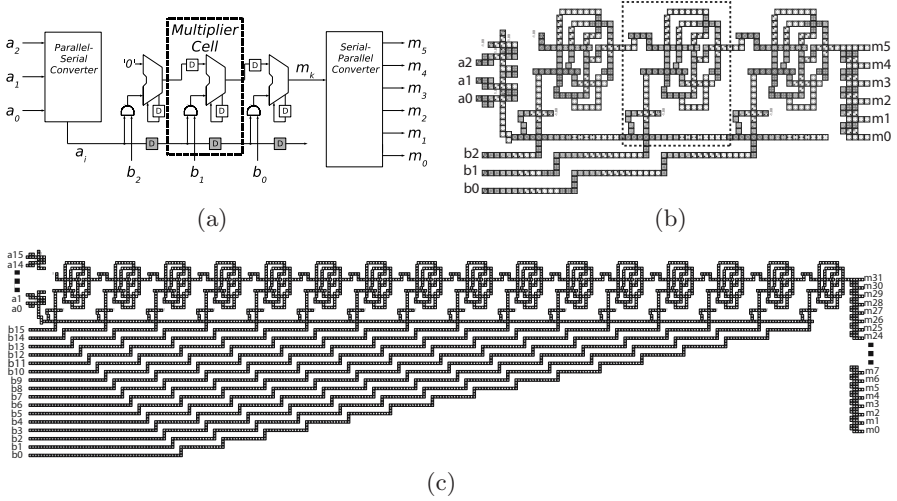 a2
a1
a0
Parallel-
Serial
Converter
ai
'0'
D
D
b2
Multiplier
Cell
D
D
D
b1
D
D
D
b0
mk
Serial-
Parallel
Converter
m5
m4
m3
m2
m1
m0
(a)
a2
a1
a0
b2
b1
b0
m5
m4
m3
m2
m1
m0
(b)
a15
a14
a1
a0
b15
b14
b13
b12
b11
b10
b9
b8
b7
b6
b5
b4
b3
b2
b1
b0
m31
m30
m29
m28
m27
m26
m25
m24
m7
m6
m5
m4
m3
m2
m1
m0
(c)